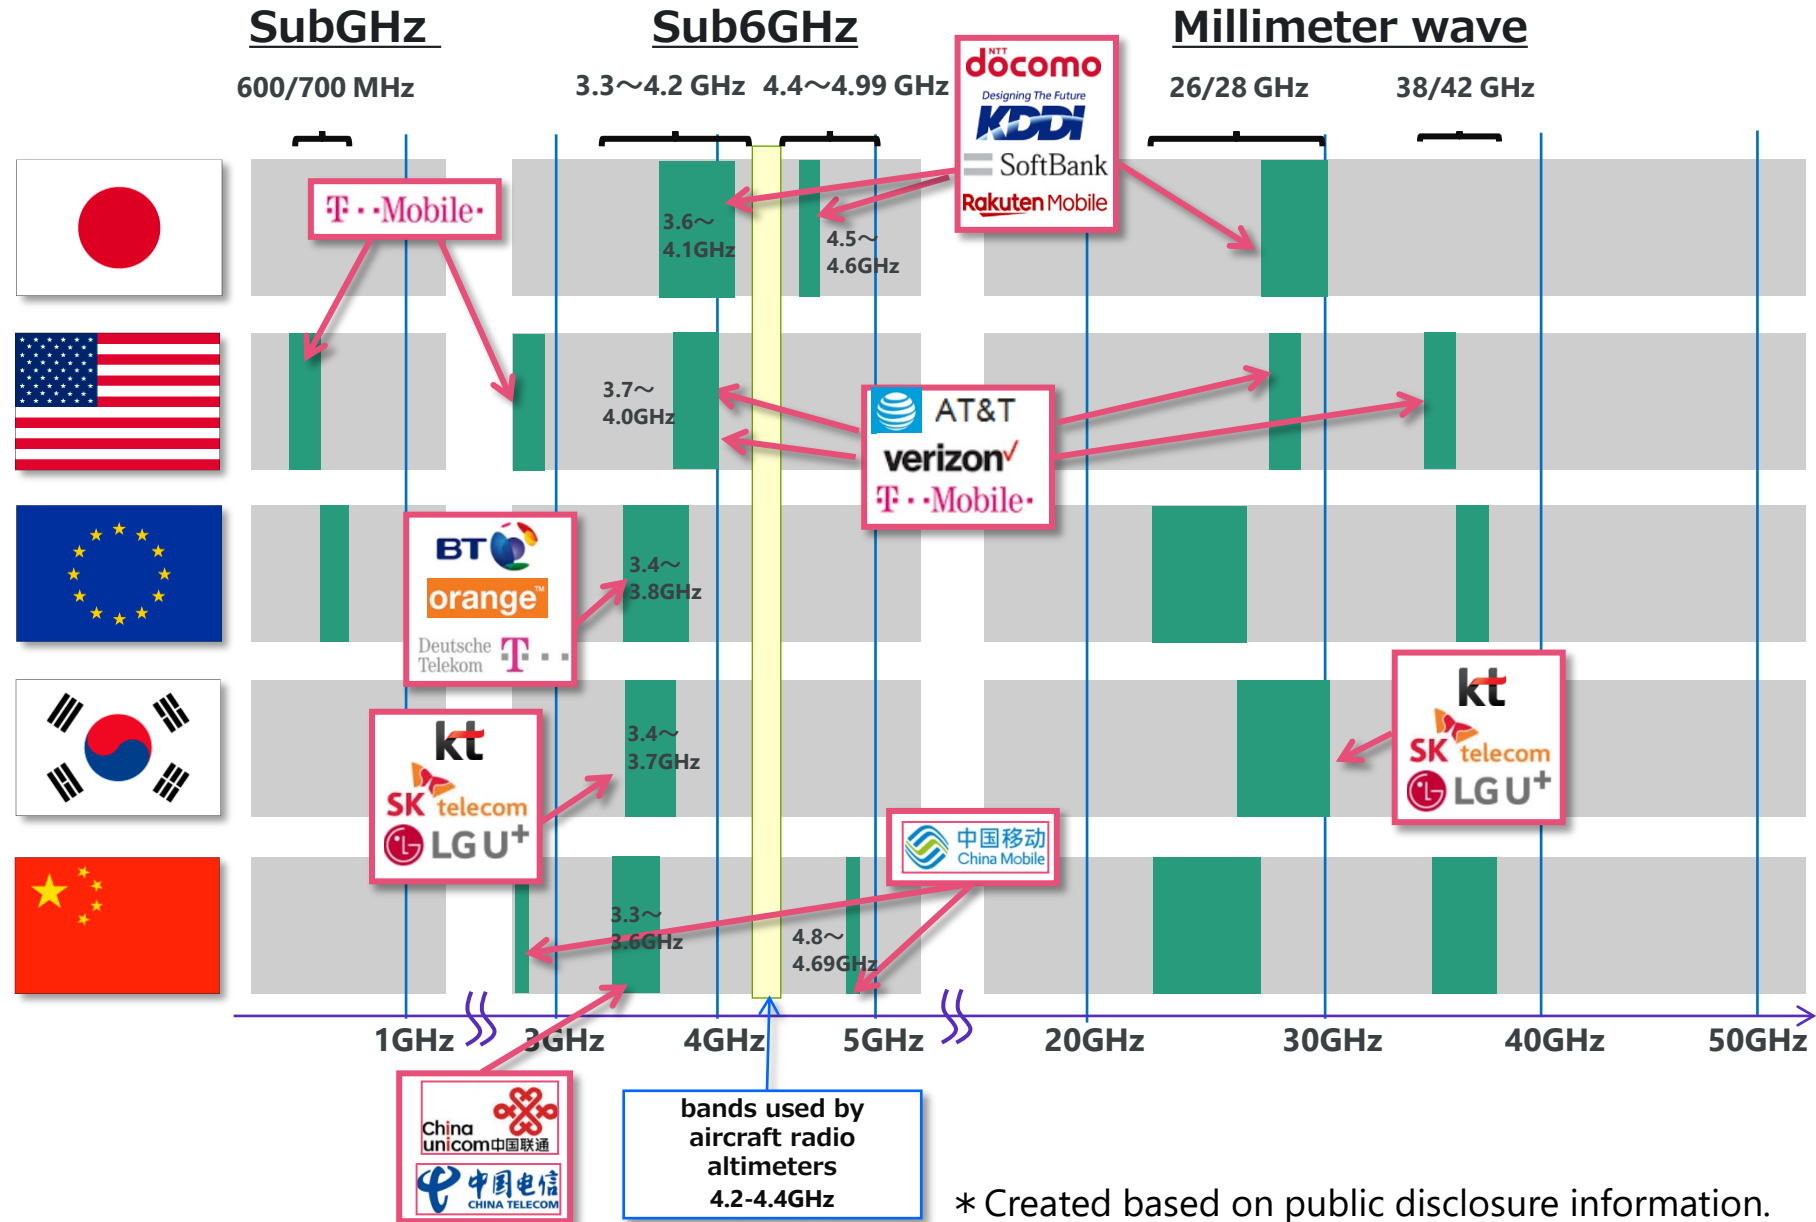 SubGHz
Sub6GHz
Millimeter wave
600/700 MHz
3.3～4.2 GHz
4.4～4.99 GHz
26/28 GHz
38/42 GHz
NTT
döcomo
Designing The Future
KDDI
SoftBank
Rakuten Mobile
T··Mobile·
3.6～
4.1GHz
4.5～
4.6GHz
3.7～
4.0GHz
AT&T
verizon✓
T··Mobile·
BT
orange™
Deutsche
Telekom
T··
3.4～
3.8GHz
kt
SK telecom
LG U+
3.4～
3.7GHz
kt
SK telecom
LG U+
中国移动
China Mobile
3.3～
3.6GHz
4.8～
4.69GHz
1GHz
3GHz
4GHz
5GHz
20GHz
30GHz
40GHz
50GHz
China
unicom中国联通
中国电信
CHINA TELECOM
bands used by
aircraft radio
altimeters
4.2-4.4GHz
＊Created based on public disclosure information.